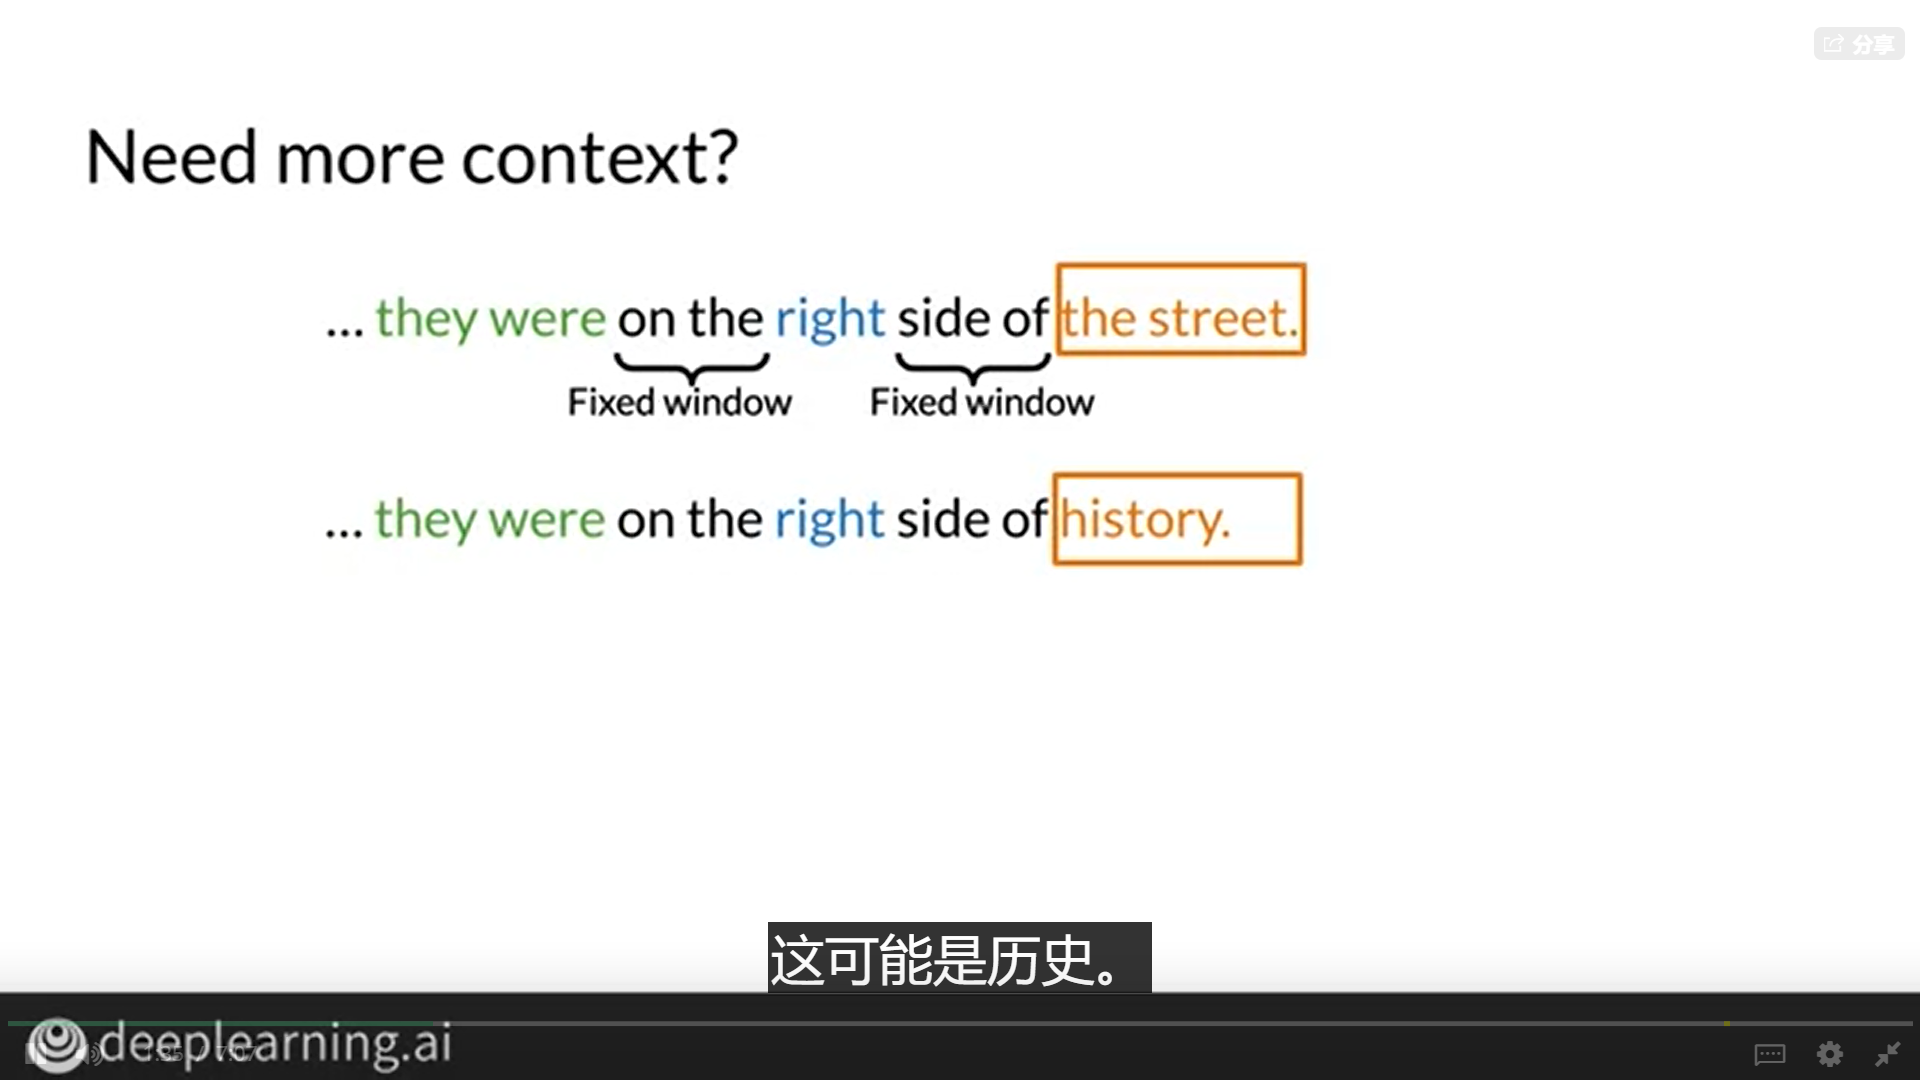 分享
Need more context?
... they were on the right side of the street.
Fixed window Fixed window
... they were on the right side of history.
这可能是历史。
deeplearning.ai